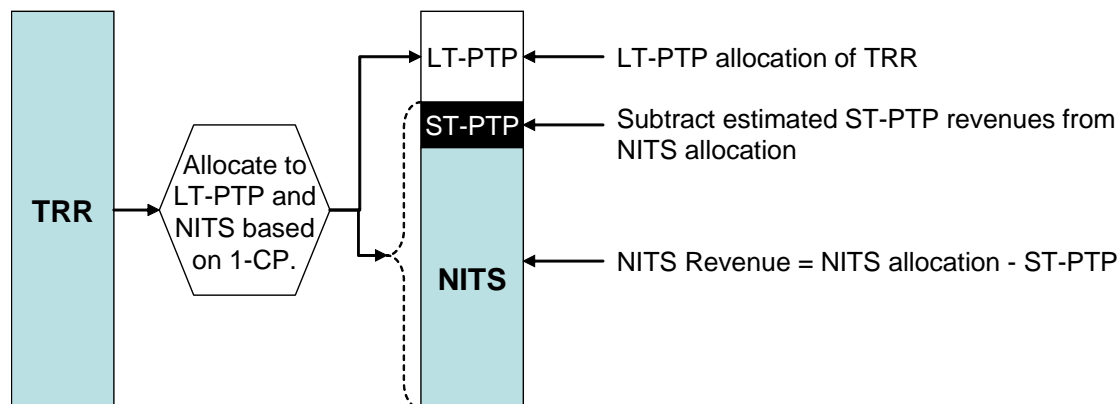 TRR
Allocate to
LT-PTP and
NITS based
on 1-CP.
LT-PTP
ST-PTP
NITS
LT-PTP allocation of TRR
Subtract estimated ST-PTP revenues from
NITS allocation
NITS Revenue = NITS allocation - ST-PTP